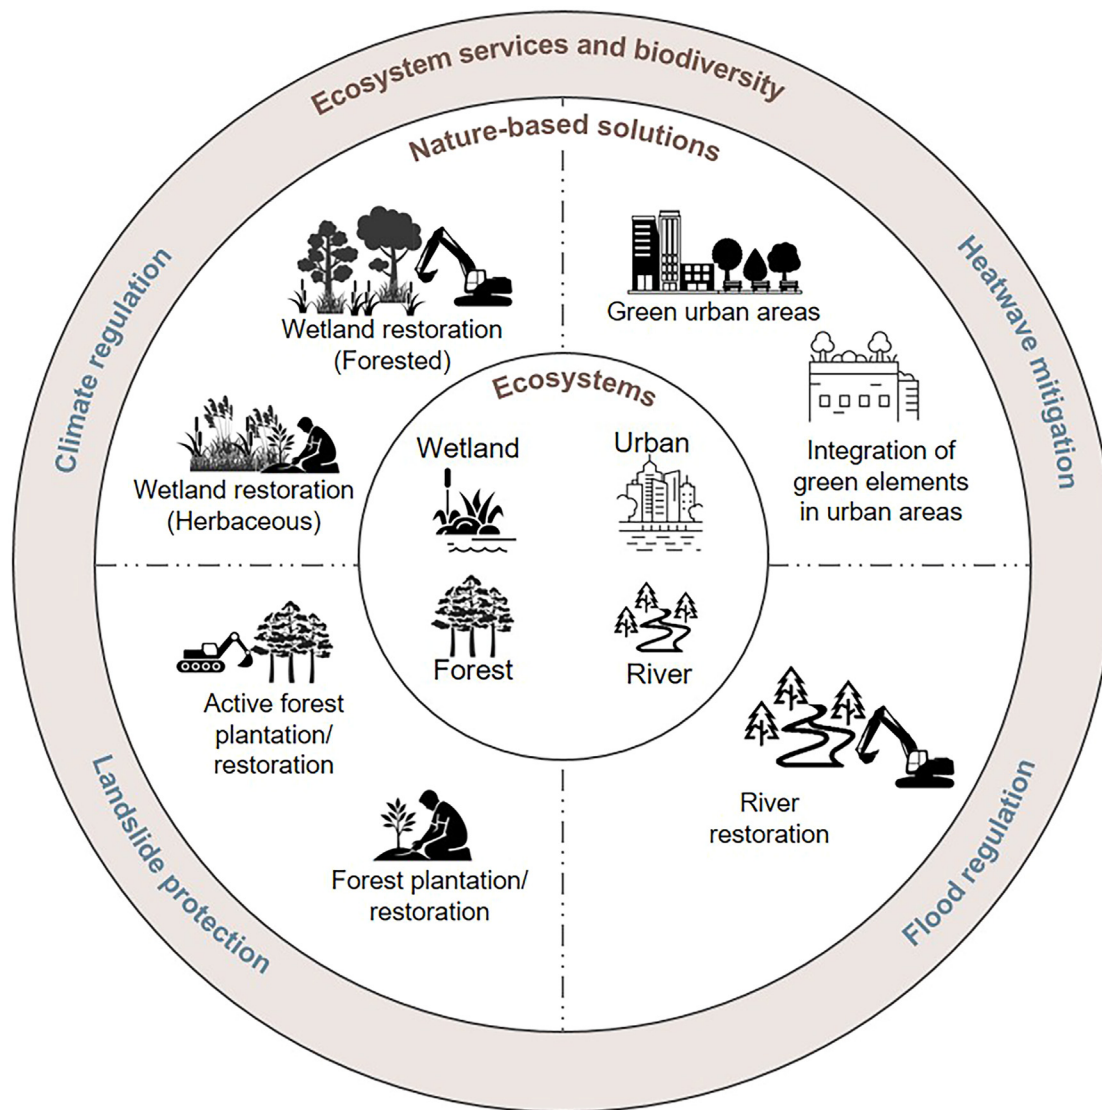 Ecosystem services and biodiversity
Nature-based solutions
Climate regulation
Heatwave mitigation
Landslide protection
Flood regulation
Wetland restoration
(Forested)
Green urban areas
Wetland restoration
(Herbaceous)
Integration of
green elements
in urban areas
Ecosystems
Wetland
Urban
Forest
River
Active forest
plantation/
restoration
Forest plantation/
restoration
River
restoration